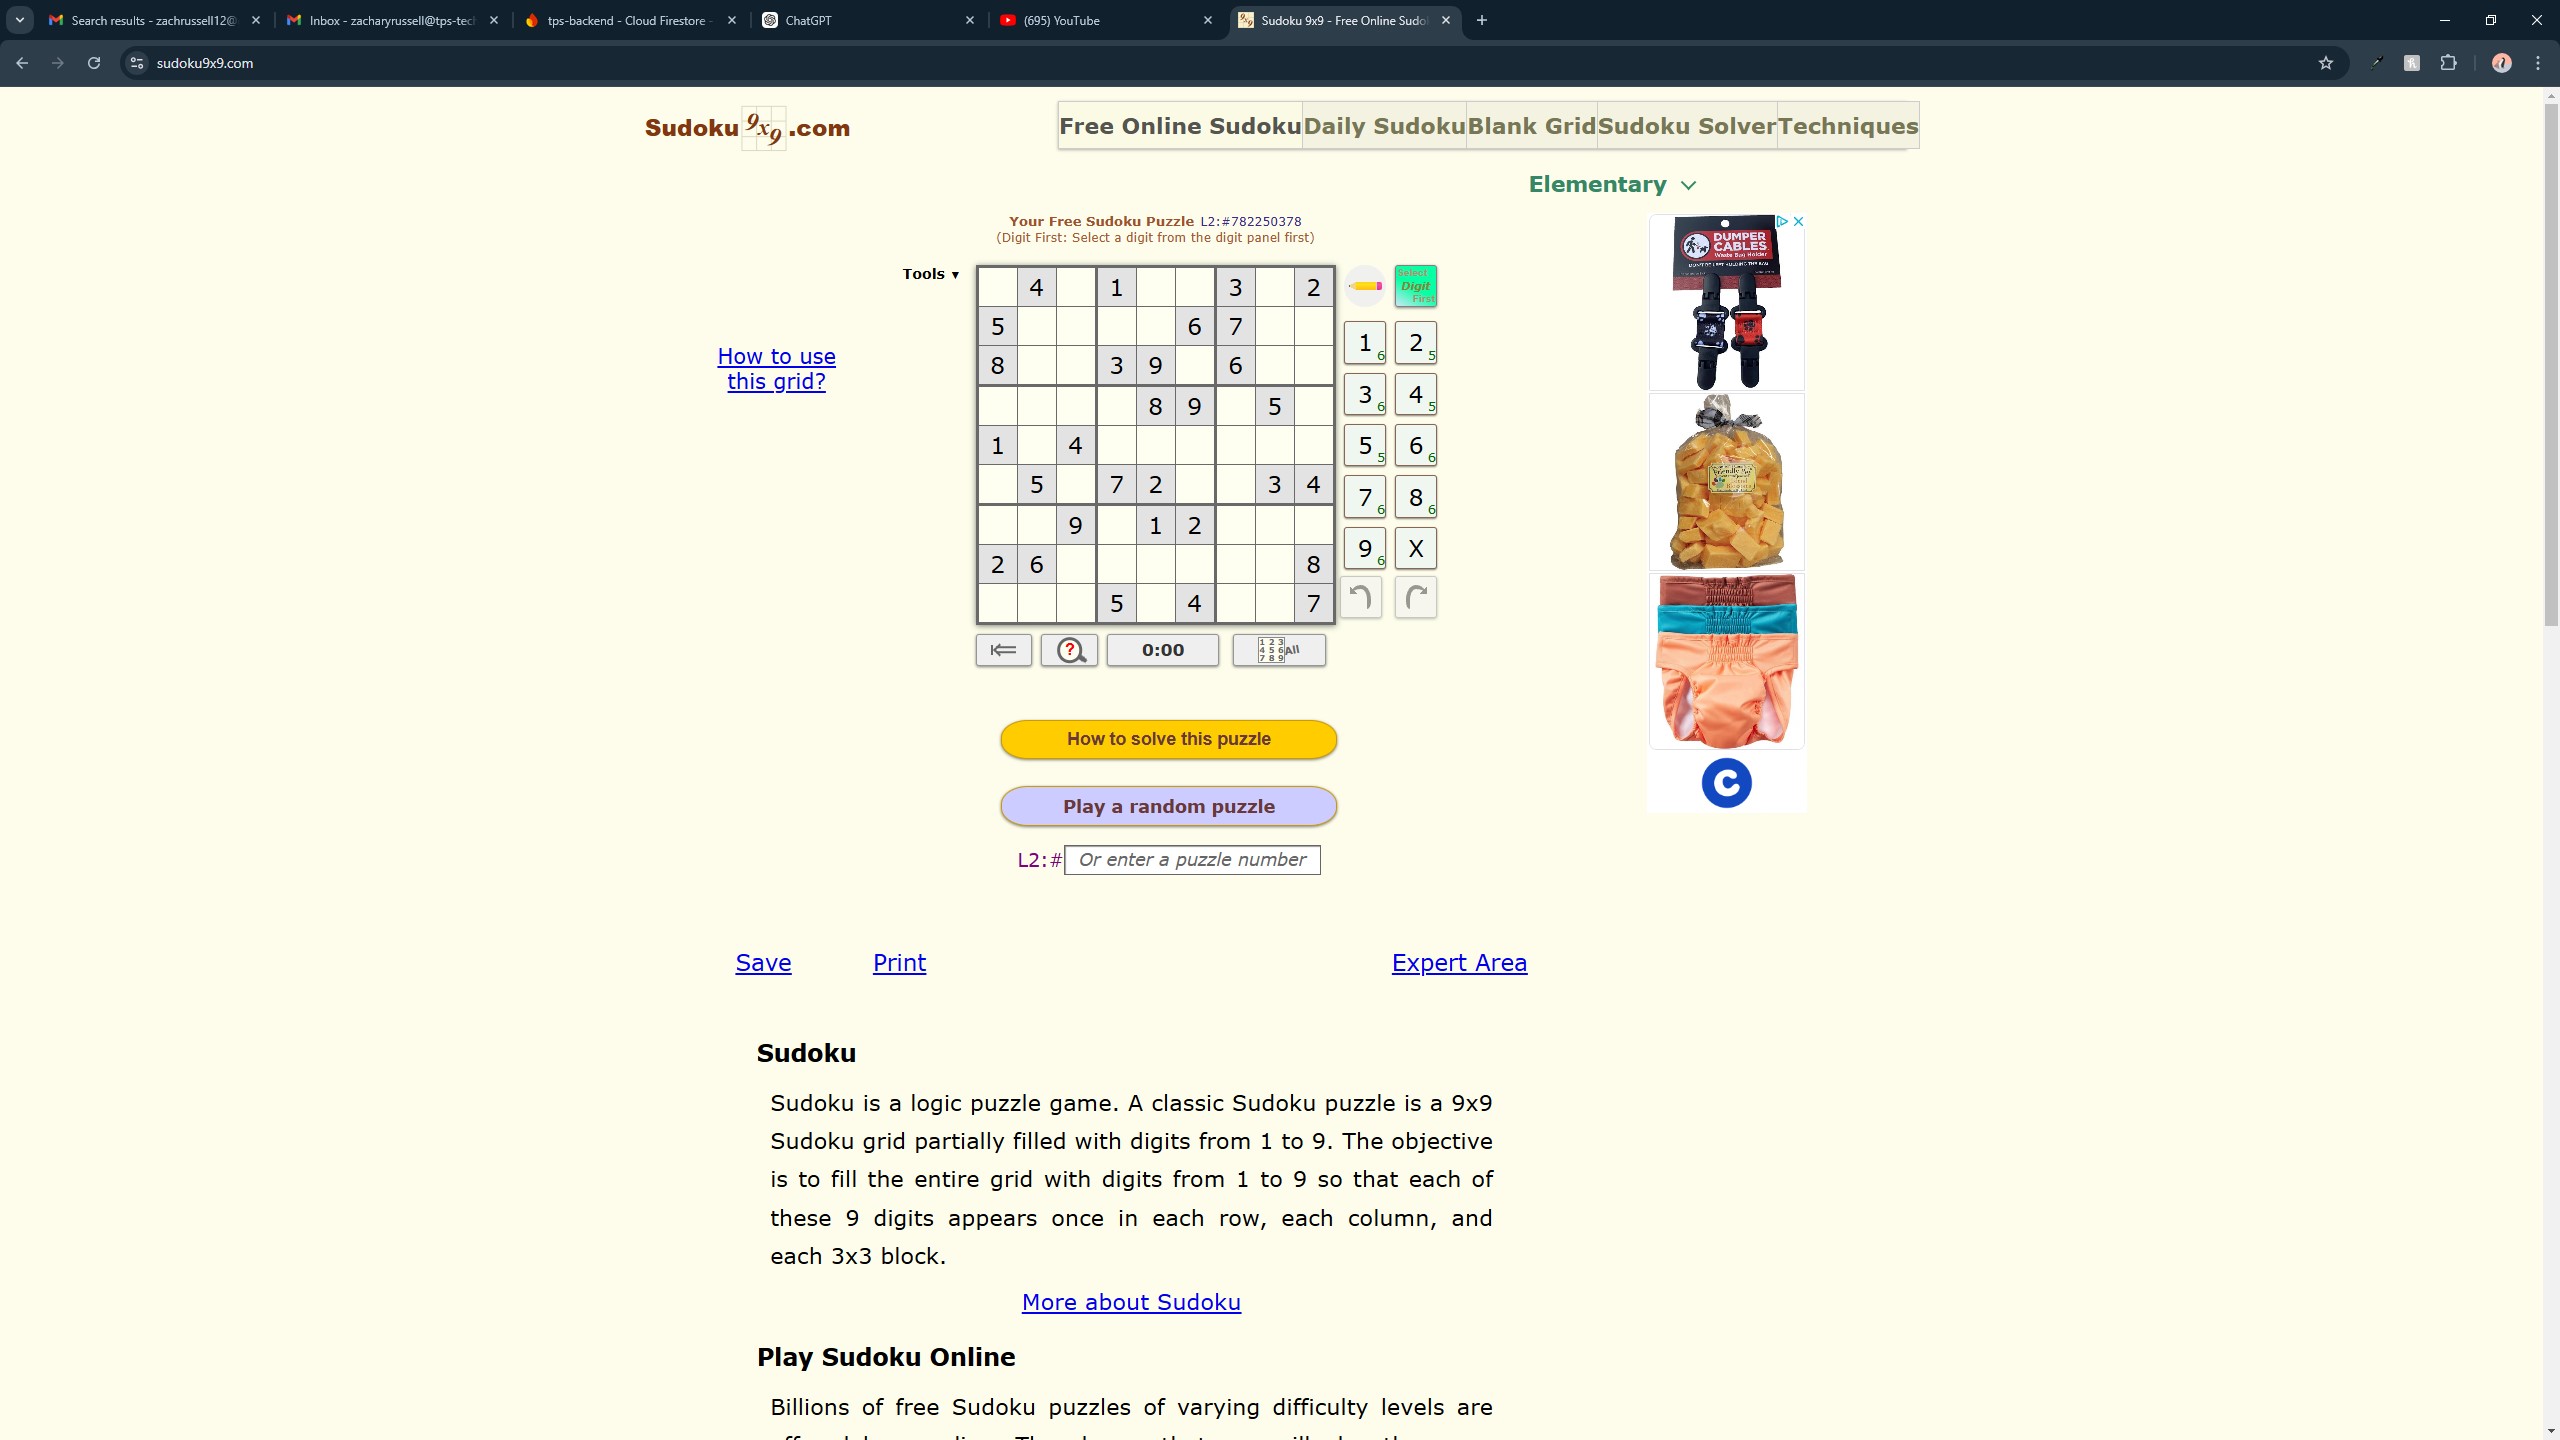 Search results - zachrussell12@
Inbox - zacharyrussell@tps-tec
tps-backend - Cloud Firestore -
ChatGPT
(695) YouTube
Sudoku 9x9 - Free Online Sudo
sudoku9x9.com
Sudoku 9x9 .com
Free Online Sudoku
Daily Sudoku
Blank Grid
Sudoku Solver
Techniques
Elementary
Your Free Sudoku Puzzle L2:#782250378
(Digit First: Select a digit from the digit panel first)
Tools ▾
How to use
this grid?
4 1 3 2
5 6 7
8 3 9 6
8 9 5
1 4
5 7 2 3 4
9 1 2
2 6 8
5 4 7
Select
Digit
First
1 6 2 5
3 6 4 5
5 5 6 6
7 6 8 6
9 6 X
?
0:00
1 2 3
4 5 6 All
7 8 9
DUMPER
CABLES
Waste Bag Holder
How to solve this puzzle
Play a random puzzle
L2:# Or enter a puzzle number
Save
Print
Expert Area
Sudoku
Sudoku is a logic puzzle game. A classic Sudoku puzzle is a 9x9
Sudoku grid partially filled with digits from 1 to 9. The objective
is to fill the entire grid with digits from 1 to 9 so that each of
these 9 digits appears once in each row, each column, and
each 3x3 block.
More about Sudoku
Play Sudoku Online
Billions of free Sudoku puzzles of varying difficulty levels are